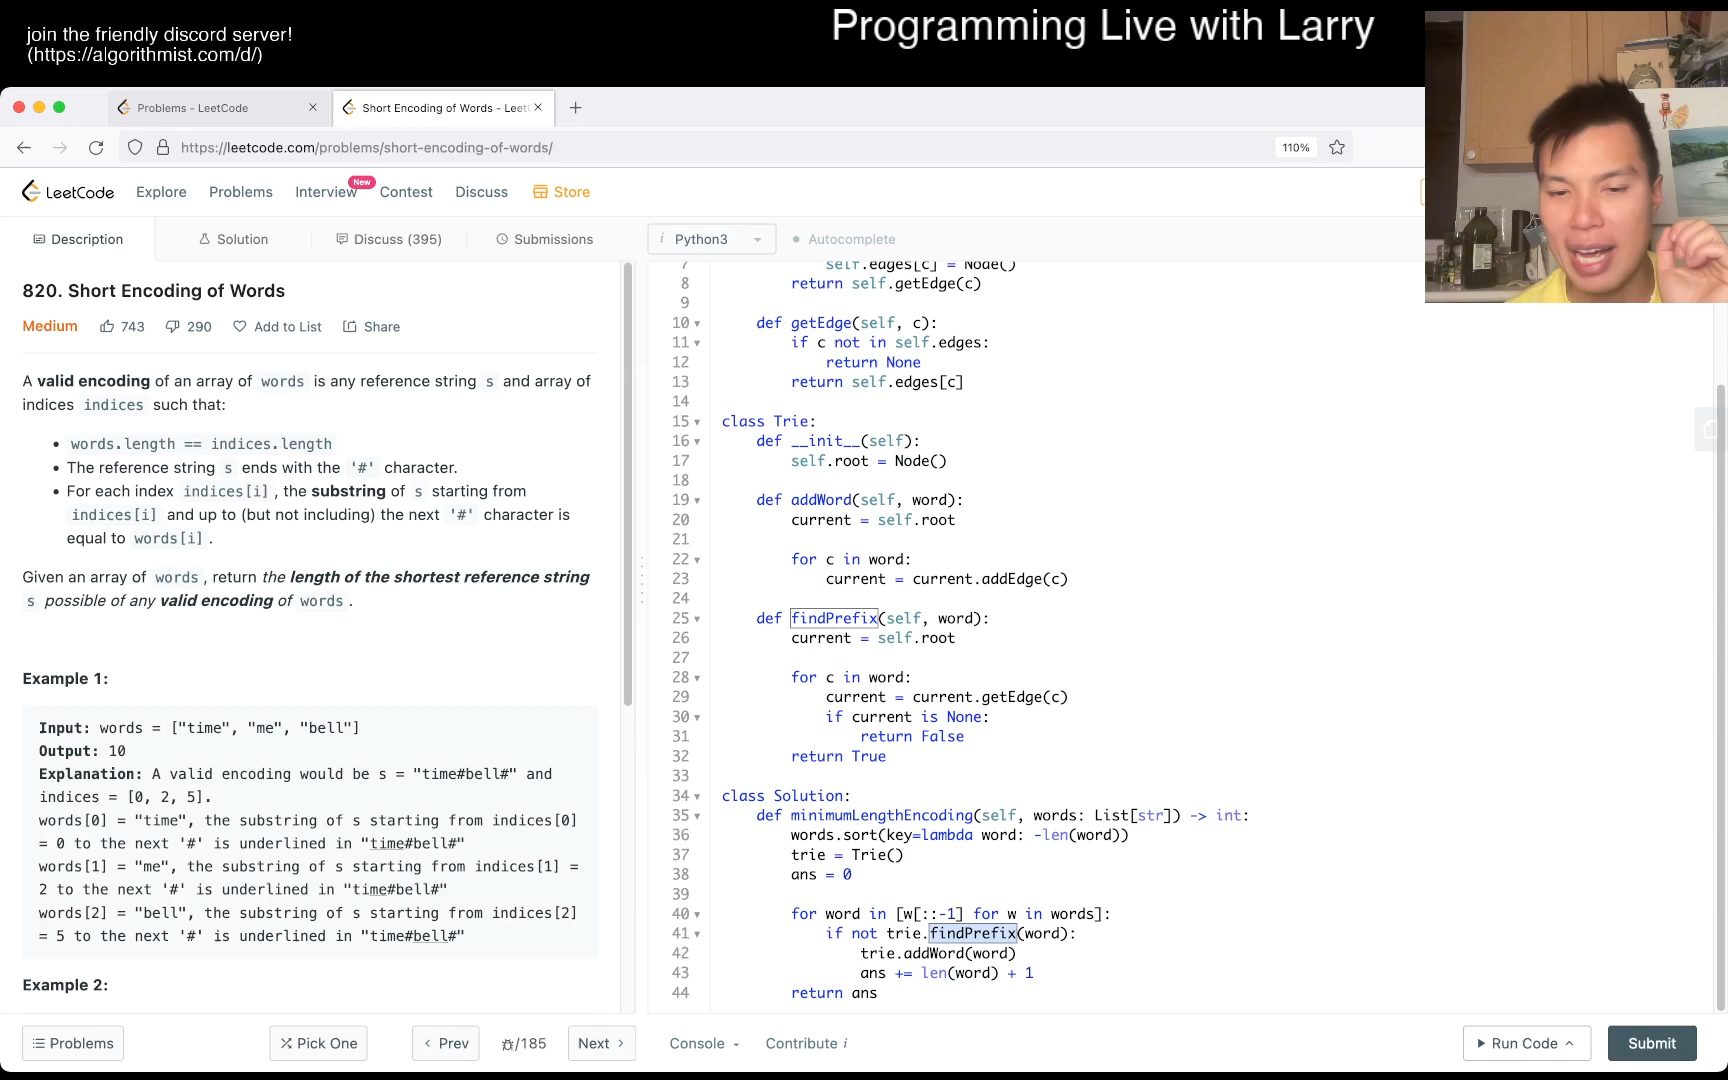 join the friendly discord server!
(https://algorithmist.com/d/)
Programming Live with Larry
Problems - LeetCode
Short Encoding of Words - Leet
https://leetcode.com/problems/short-encoding-of-words/
110%
LeetCode
Explore
Problems
Interview
New
Contest
Discuss
Store
Description
Solution
Discuss (395)
Submissions
i Python3
Autocomplete
820. Short Encoding of Words
Medium 743 290 Add to List Share
A valid encoding of an array of words is any reference string s and array of
indices indices such that:
• words.length == indices.length
• The reference string s ends with the '#' character.
• For each index indices[i] , the substring of s starting from
indices[i] and up to (but not including) the next '#' character is
equal to words[i] .
Given an array of words , return the length of the shortest reference string
s possible of any valid encoding of words .
Example 1:
Input: words = ["time", "me", "bell"]
Output: 10
Explanation: A valid encoding would be s = "time#bell#" and
indices = [0, 2, 5].
words[0] = "time", the substring of s starting from indices[0]
= 0 to the next '#' is underlined in "time#bell#"
words[1] = "me", the substring of s starting from indices[1] =
2 to the next '#' is underlined in "time#bell#"
words[2] = "bell", the substring of s starting from indices[2]
= 5 to the next '#' is underlined in "time#bell#"
Example 2:
7 self.edges[c] = Node()
8 return self.getEdge(c)
9
10 def getEdge(self, c):
11 if c not in self.edges:
12 return None
13 return self.edges[c]
14
15 class Trie:
16 def __init__(self):
17 self.root = Node()
18
19 def addWord(self, word):
20 current = self.root
21
22 for c in word:
23 current = current.addEdge(c)
24
25 def findPrefix(self, word):
26 current = self.root
27
28 for c in word:
29 current = current.getEdge(c)
30 if current is None:
31 return False
32 return True
33
34 class Solution:
35 def minimumLengthEncoding(self, words: List[str]) -> int:
36 words.sort(key=lambda word: -len(word))
37 trie = Trie()
38 ans = 0
39
40 for word in [w[::-1] for w in words]:
41 if not trie.findPrefix(word):
42 trie.addWord(word)
43 ans += len(word) + 1
44 return ans
Problems
Pick One
< Prev
/185
Next >
Console
Contribute i
Run Code
Submit